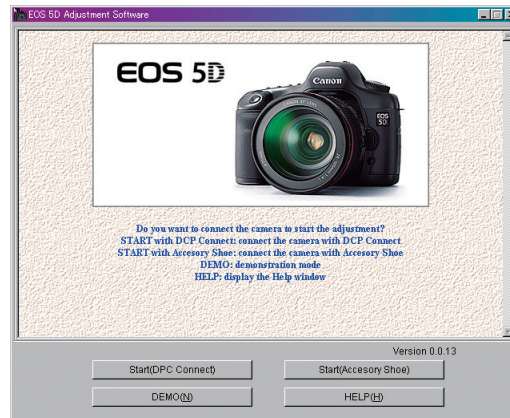 EOS 5D Adjustment Software
EOS 5D
Canon
EOS
5D
Do you want to connect the camera to start the adjustment?
START with DCP Connect: connect the camera with DCP Connect
START with Accesory Shoe: connect the camera with Accesory Shoe
DEMO: demonstration mode
HELP: display the Help window
Version 0.0.13
Start(DPC Connect)
Start(Accesory Shoe)
DEMO(N)
HELP(H)